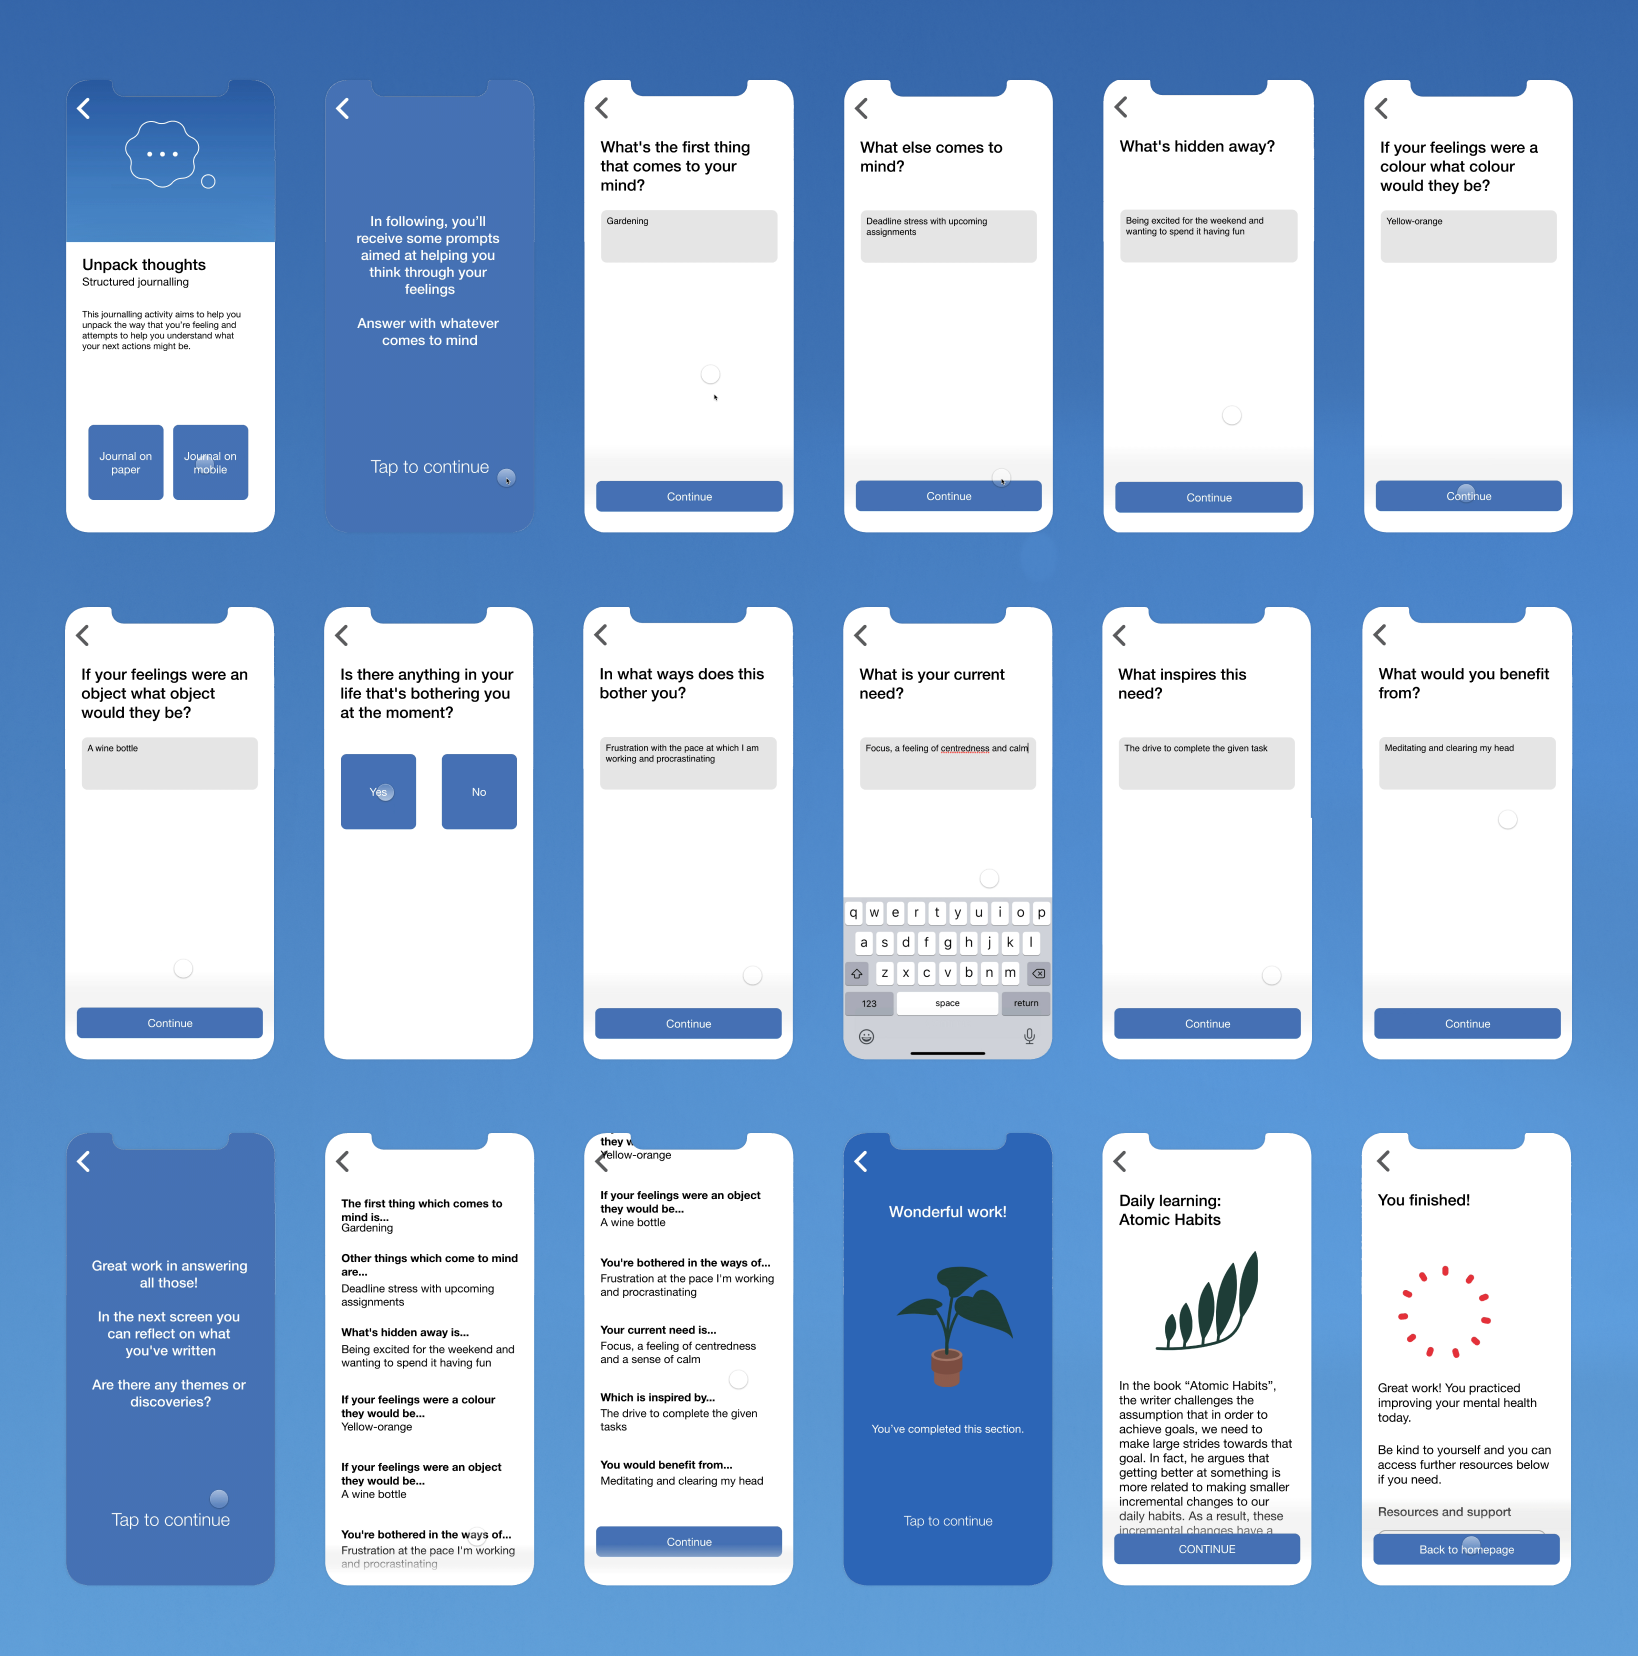 Unpack thoughts
Structured journalling
This journalling activity aims to help you
unpack the way that you're feeling and
attempts to help you understand what
your next actions might be.
Journal on
paper
Journal on
mobile
In following, you'll
receive some prompts
aimed at helping you
think through your
feelings
Answer with whatever
comes to mind
Tap to continue
What's the first thing
that comes to your
mind?
Gardening
Continue
What else comes to
mind?
Deadline stress with upcoming
assignments
Continue
What's hidden away?
Being excited for the weekend and
wanting to spend it having fun
Continue
If your feelings were a
colour what colour
would they be?
Yellow-orange
Continue
If your feelings were an
object what object
would they be?
A wine bottle
Continue
Is there anything in your
life that's bothering you
at the moment?
Yes
No
In what ways does this
bother you?
Frustration with the pace at which I am
working and procrastinating
Continue
What is your current
need?
Focus, a feeling of centredness and calm
q w e r t y u i o p
a s d f g h j k l
z x c v b n m
123 space return
What inspires this
need?
The drive to complete the given task
Continue
What would you benefit
from?
Meditating and clearing my head
Continue
Great work in answering
all those!
In the next screen you
can reflect on what
you've written
Are there any themes or
discoveries?
Tap to continue
The first thing which comes to
mind is...
Gardening
Other things which come to mind
are...
Deadline stress with upcoming
assignments
What's hidden away is...
Being excited for the weekend and
wanting to spend it having fun
If your feelings were a colour
they would be...
Yellow-orange
If your feelings were an object
they would be...
A wine bottle
You're bothered in the ways of...
Frustration at the pace I'm working
and procrastinating
they w
Yellow-orange
If your feelings were an object
they would be...
A wine bottle
You're bothered in the ways of...
Frustration at the pace I'm working
and procrastinating
Your current need is...
Focus, a feeling of centredness
and a sense of calm
Which is inspired by...
The drive to complete the given
tasks
You would benefit from...
Meditating and clearing my head
Continue
Wonderful work!
You've completed this section.
Tap to continue
Daily learning:
Atomic Habits
In the book “Atomic Habits”,
the writer challenges the
assumption that in order to
achieve goals, we need to
make large strides towards that
goal. In fact, he argues that
getting better at something is
more related to making smaller
incremental changes to our
daily habits. As a result, these
incremental changes have a
CONTINUE
You finished!
Great work! You practiced
improving your mental health
today.
Be kind to yourself and you can
access further resources below
if you need.
Resources and support
Back to homepage